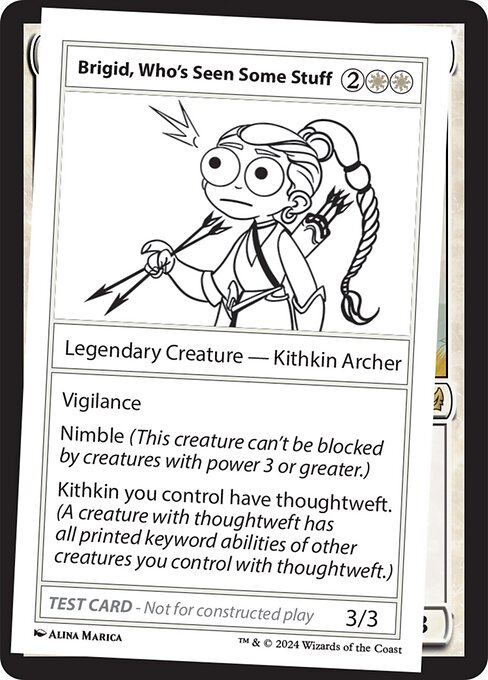 Brigid, Who's Seen Some Stuff 2
Legendary Creature — Kithkin Archer
Vigilance
Nimble (This creature can't be blocked
by creatures with power 3 or greater.)
Kithkin you control have thoughtweft.
(A creature with thoughtweft has
all printed keyword abilities of other
creatures you control with thoughtweft.)
TEST CARD - Not for constructed play
3/3
Alina Marica
™ & © 2024 Wizards of the Coast